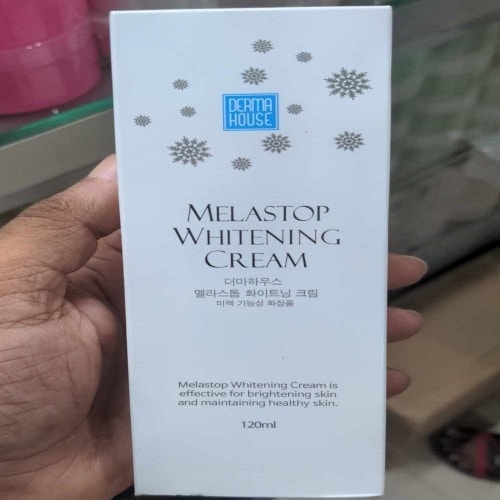 DERMA
HOUSE
MELASTOP
WHITENING
CREAM
더마하우스
멜라스톱 화이트닝 크림
미백 기능성 화장품
Melastop Whitening Cream is
effective for brightening skin
and maintaining healthy skin.
120ml